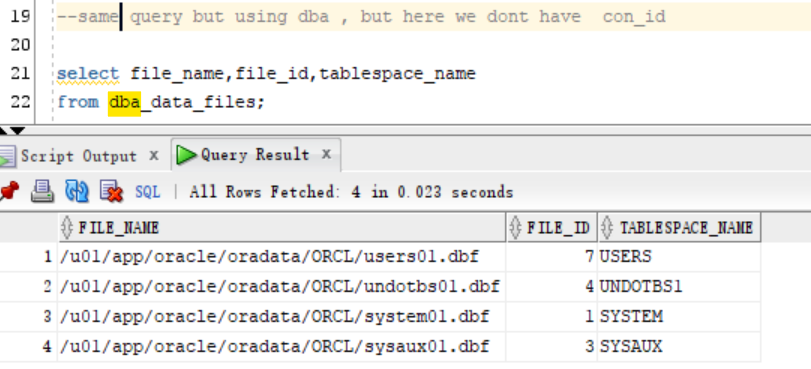 19 --same query but using dba , but here we dont have  con_id
20
21 select file_name,file_id,tablespace_name
22 from dba_data_files;
Script Output x Query Result x
SQL | All Rows Fetched: 4 in 0.023 seconds
FILE_NAME FILE_ID TABLESPACE_NAME
1 /u01/app/oracle/oradata/ORCL/users01.dbf 7 USERS
2 /u01/app/oracle/oradata/ORCL/undotbs01.dbf 4 UNDOTBS1
3 /u01/app/oracle/oradata/ORCL/system01.dbf 1 SYSTEM
4 /u01/app/oracle/oradata/ORCL/sysaux01.dbf 3 SYSAUX